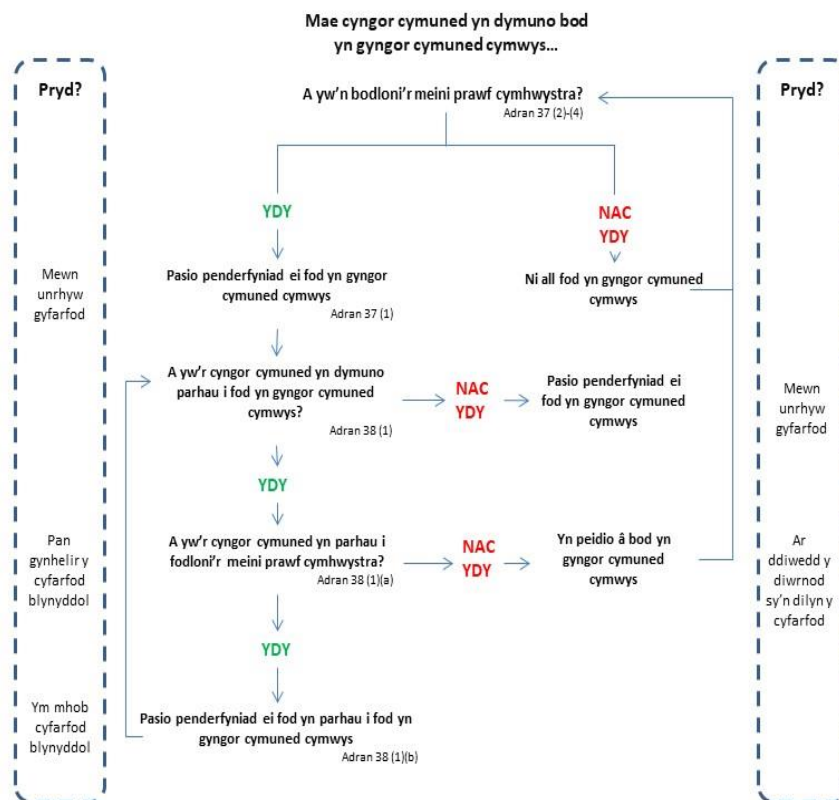 Mae cyngor cymuned yn dymuno bod
yn gyngor cymuned cymwys...
Pryd?
A yw'n bodloni'r meini prawf cymhwystra?
Adran 37 (2)-(4)
Pryd?
YDY
NAC
YDY
Mewn
unrhyw
gyfarfod
Pasio penderfyniad ei fod yn gyngor
cymuned cymwys
Adran 37 (1)
Ni all fod yn gyngor cymuned
cymwys
A yw'r cyngor cymuned yn dymuno
parhau i fod yn gyngor cymuned
cymwys?
Adran 38 (1)
NAC
YDY
Pasio penderfyniad ei
fod yn gyngor cymuned
cymwys
Mewn
unrhyw
gyfarfod
YDY
Pan
gynhelir y
cyfarfod
blynyddol
A yw'r cyngor cymuned yn parhau i
fodloni'r meini prawf cymhwystra?
Adran 38 (1)(a)
NAC
YDY
Yn peidio â bod yn
gyngor cymuned
cymwys
Ar
ddiwedd y
diwrnod
sy'n dilyn y
cyfarfod
YDY
Ym mhob
cyfarfod
blynyddol
Pasio penderfyniad ei fod yn parhau i fod yn
gyngor cymuned cymwys
Adran 38 (1)(b)